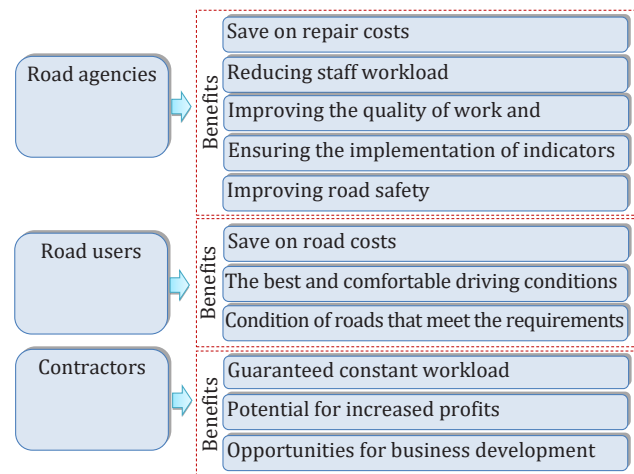 Road agencies
Benefits
Save on repair costs
Reducing staff workload
Improving the quality of work and
Ensuring the implementation of indicators
Improving road safety
Road users
Benefits
Save on road costs
The best and comfortable driving conditions
Condition of roads that meet the requirements
Contractors
Benefits
Guaranteed constant workload
Potential for increased profits
Opportunities for business development